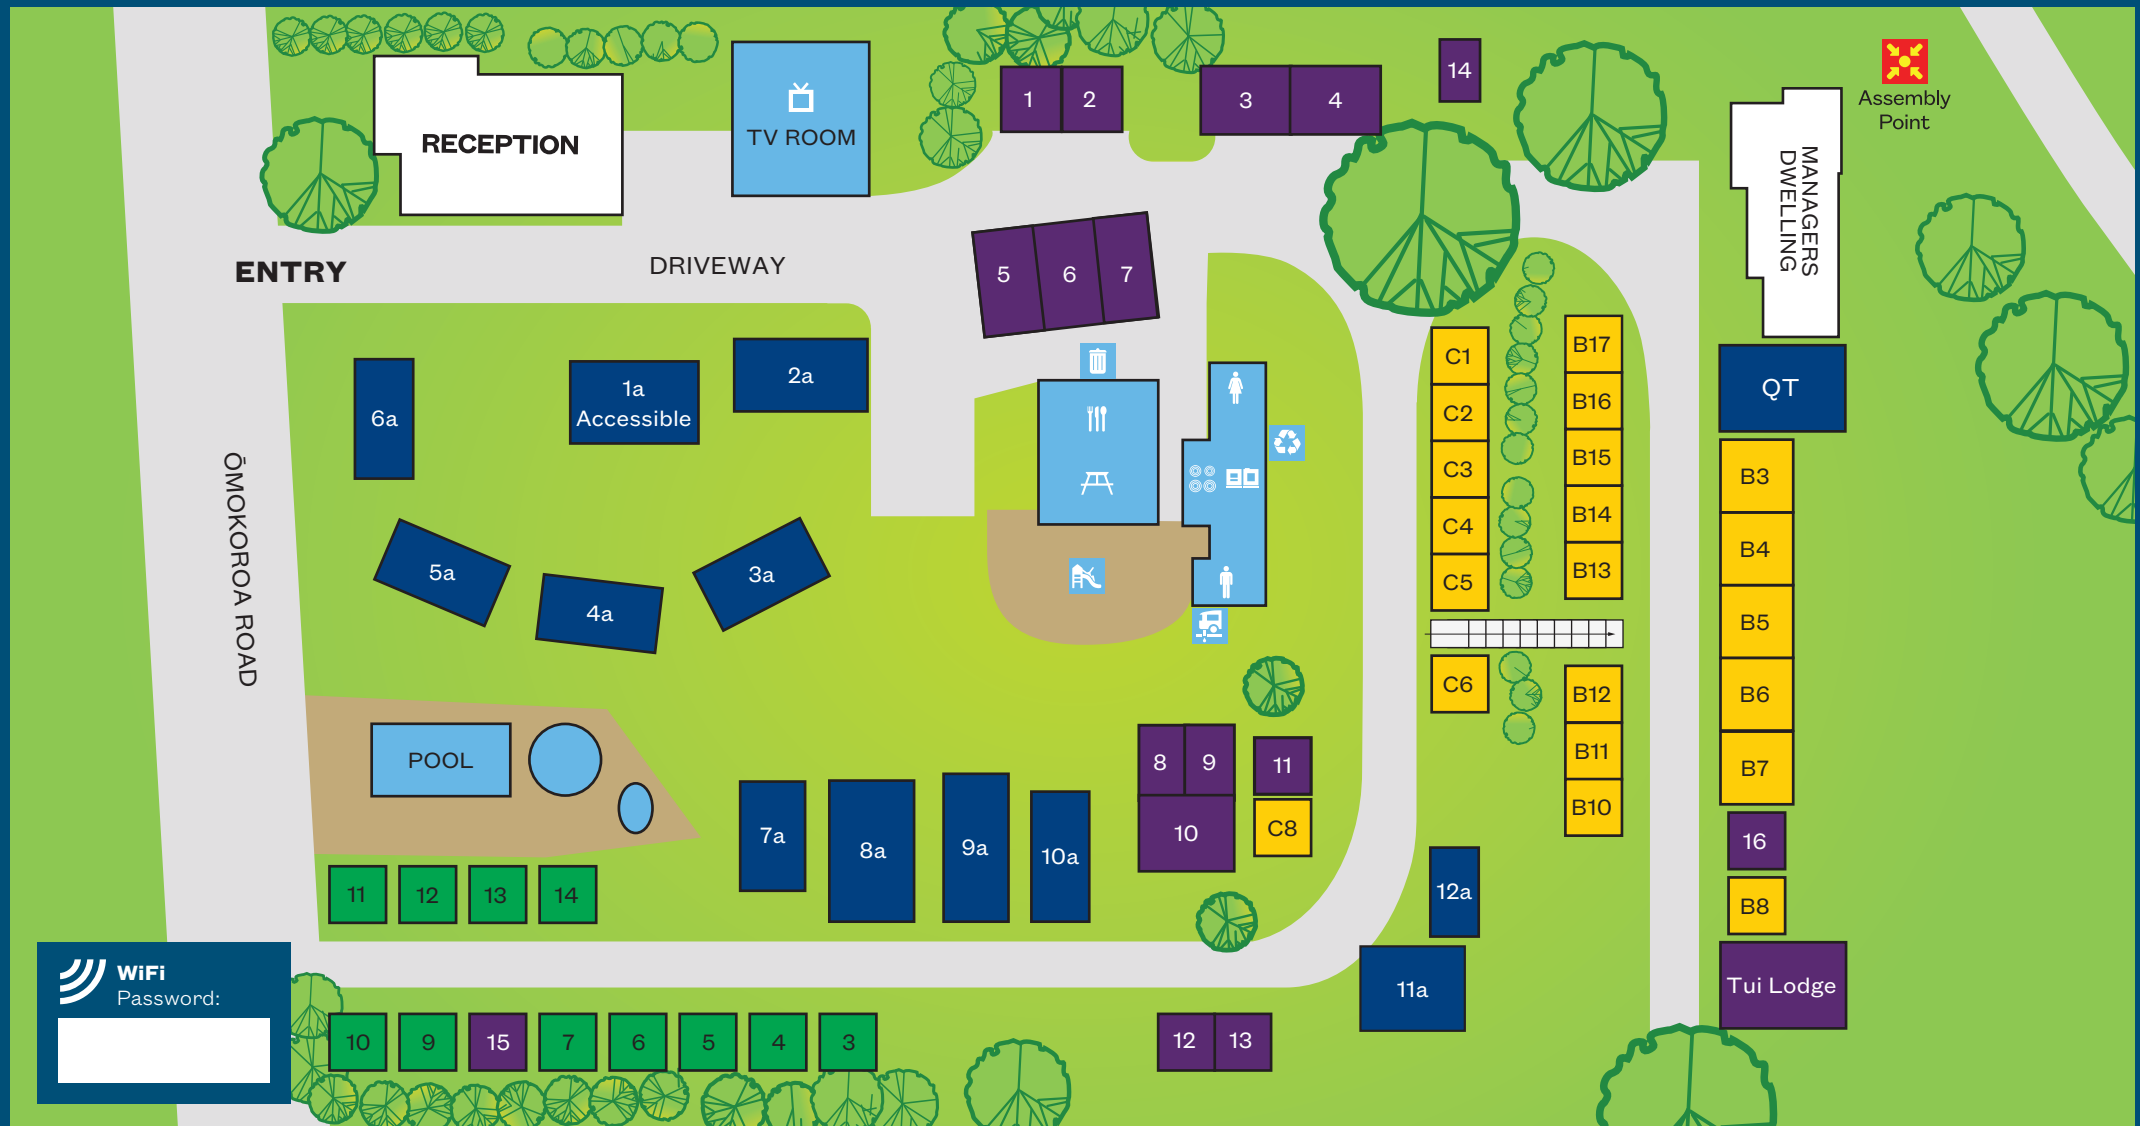 RECEPTION
TV ROOM
1
2
3
4
14
Assembly
Point
MANAGERS
DWELLING
ENTRY
DRIVEWAY
5
6
7
6a
1a
Accessible
2a
C1
C2
C3
C4
C5
B17
B16
B15
B14
B13
QT
B3
B4
B5
B6
B7
ŌMOKOROA ROAD
5a
4a
3a
C6
B12
B11
B10
POOL
7a
8a
9a
10a
8
9
10
11
C8
12a
16
B8
11a
Tui Lodge
11
12
13
14
WiFi
Password:
10
9
15
7
6
5
4
3
12
13